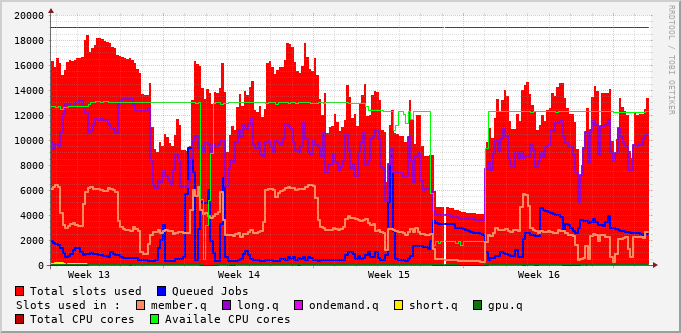 20000
18000
16000
14000
12000
10000
8000
6000
4000
2000
0
Week 13 Week 14 Week 15 Week 16
Total slots used Queued Jobs
Slots used in : member.q long.q ondemand.q short.q gpu.q
Total CPU cores Availale CPU cores
RRDTOOL / TOBI OETIKER